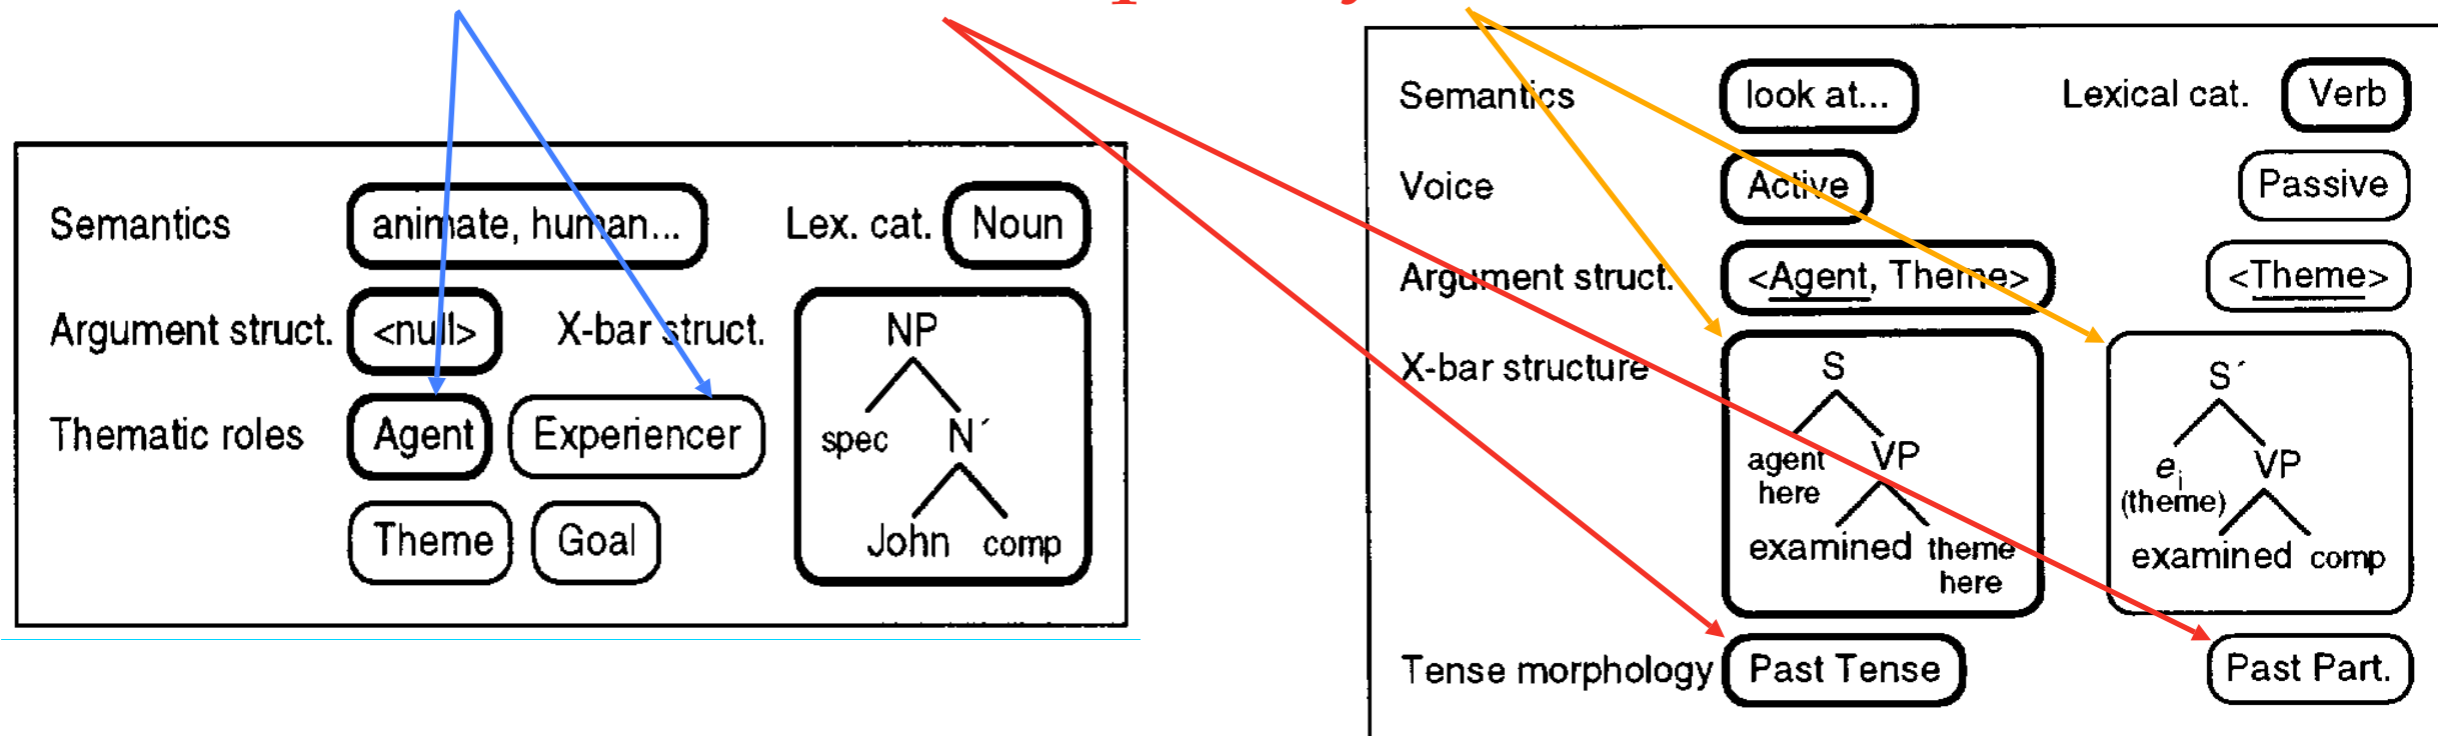 Semantics animate, human... Lex. cat. Noun
Argument struct. <null> X-bar struct. NP
Thematic roles Agent Experiencer spec N´
Theme Goal John comp
Semantics look at... Lexical cat. Verb
Voice Active Passive
Argument struct. <Agent, Theme> <Theme>
X-bar structure S S´
agent here VP e_i (theme) VP
examined theme here examined comp
Tense morphology Past Tense Past Part.